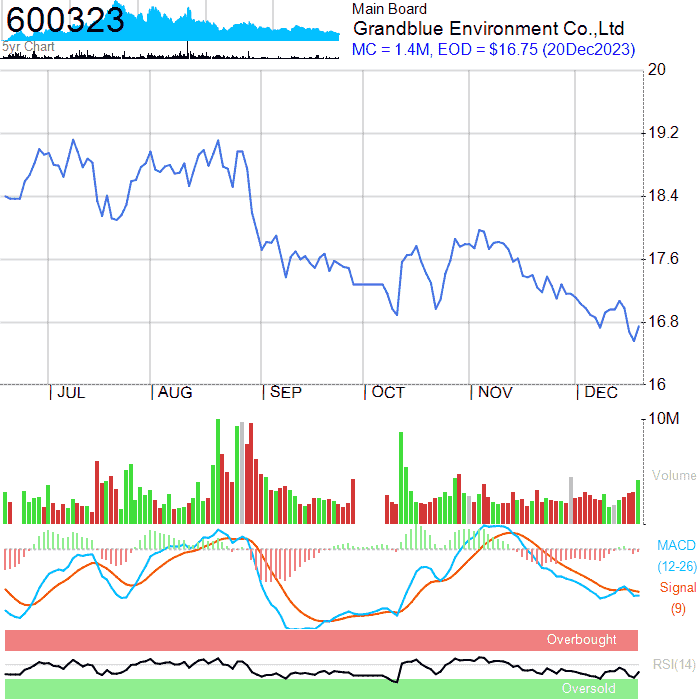 600323
5yr Chart
Main Board
Grandblue Environment Co.,Ltd
MC = 1.4M, EOD = $16.75 (20Dec2023)
20
19.2
18.4
17.6
16.8
16
JUL AUG SEP OCT NOV DEC
10M
Volume
MACD
(12-26)
Signal
(9)
Overbought
RSI(14)
Oversold